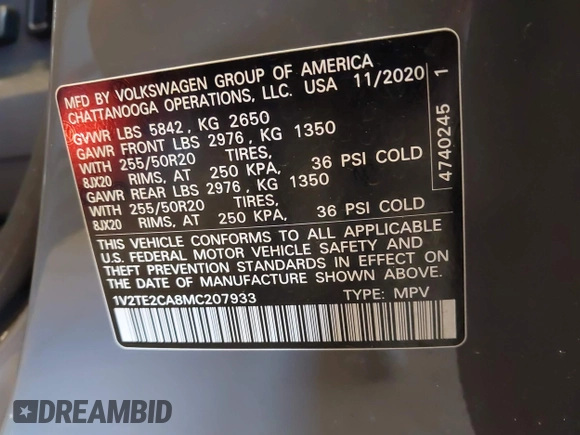 MFD BY VOLKSWAGEN GROUP OF AMERICA
CHATTANOOGA OPERATIONS, LLC. USA 11/2020
GVWR LBS 5842, KG 2650
GAWR FRONT LBS 2976, KG 1350
WITH 255/50R20 TIRES,
8JX20 RIMS, AT 250 KPA, 36 PSI COLD
GAWR REAR LBS 2976, KG 1350
WITH 255/50R20 TIRES,
8JX20 RIMS, AT 250 KPA, 36 PSI COLD
THIS VEHICLE CONFORMS TO ALL APPLICABLE
U.S. FEDERAL MOTOR VEHICLE SAFETY AND
THEFT PREVENTION STANDARDS IN EFFECT ON
THE DATE OF MANUFACTURE SHOWN ABOVE.
1V2TE2CA8MC207933 TYPE: MPV
4740245 1
DREAMBID